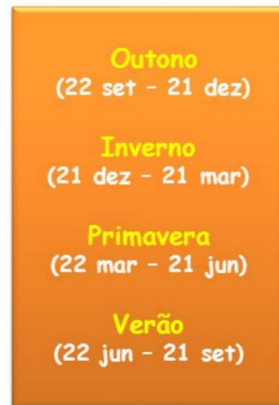 Outono
(22 set – 21 dez)
Inverno
(21 dez – 21 mar)
Primavera
(22 mar – 21 jun)
Verão
(22 jun – 21 set)